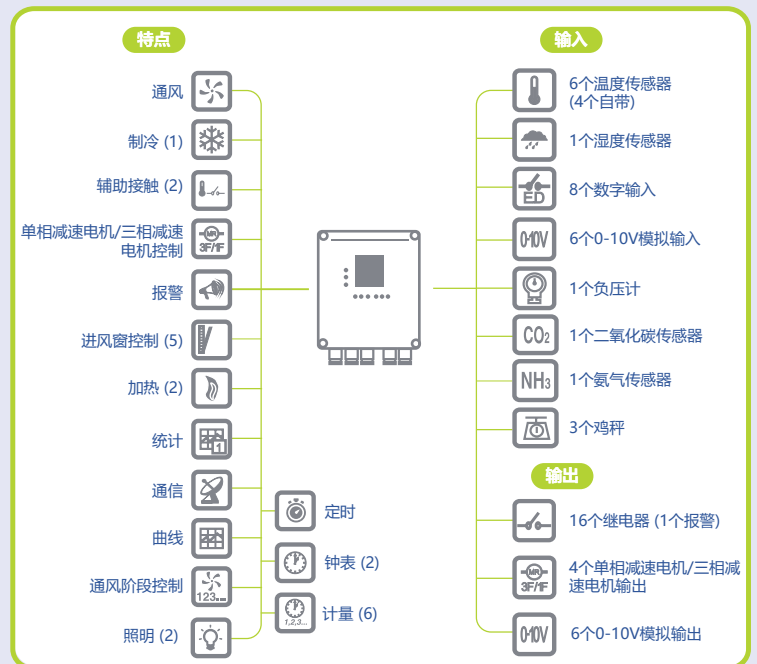 特点
通风
制冷 (1)
辅助接触 (2)
单相减速电机/三相减速
电机控制
MR
3F/1F
报警
进风窗控制 (5)
加热 (2)
统计
1
通信
曲线
通风阶段控制
123...
照明 (2)
定时
钟表 (2)
计量 (6)
1,2,3...
输入
6个温度传感器
(4个自带)
1个湿度传感器
8个数字输入
ED
6个0-10V模拟输入
0-10V
1个负压计
CO2
1个二氧化碳传感器
NH3
1个氨气传感器
3个鸡秤
输出
16个继电器 (1个报警)
4个单相减速电机/三相减
速电机输出
MR
3F/1F
0-10V
6个0-10V模拟输出